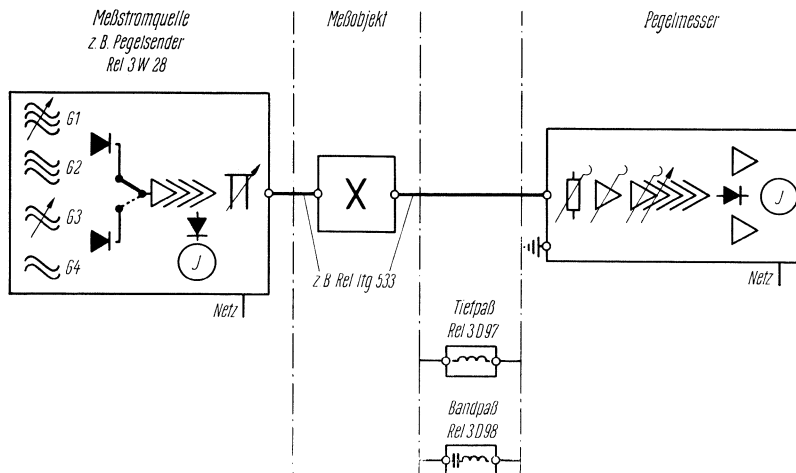 Meßstromquelle
z. B. Pegelsender
Rel 3 W 28
Meßobjekt
Pegelmesser
G1
G2
G3
G4
J
Netz
X
z B Rel ltg 533
J
Netz
Tiefpaß
Rel 3 D 97
Bandpaß
Rel 3 D 98